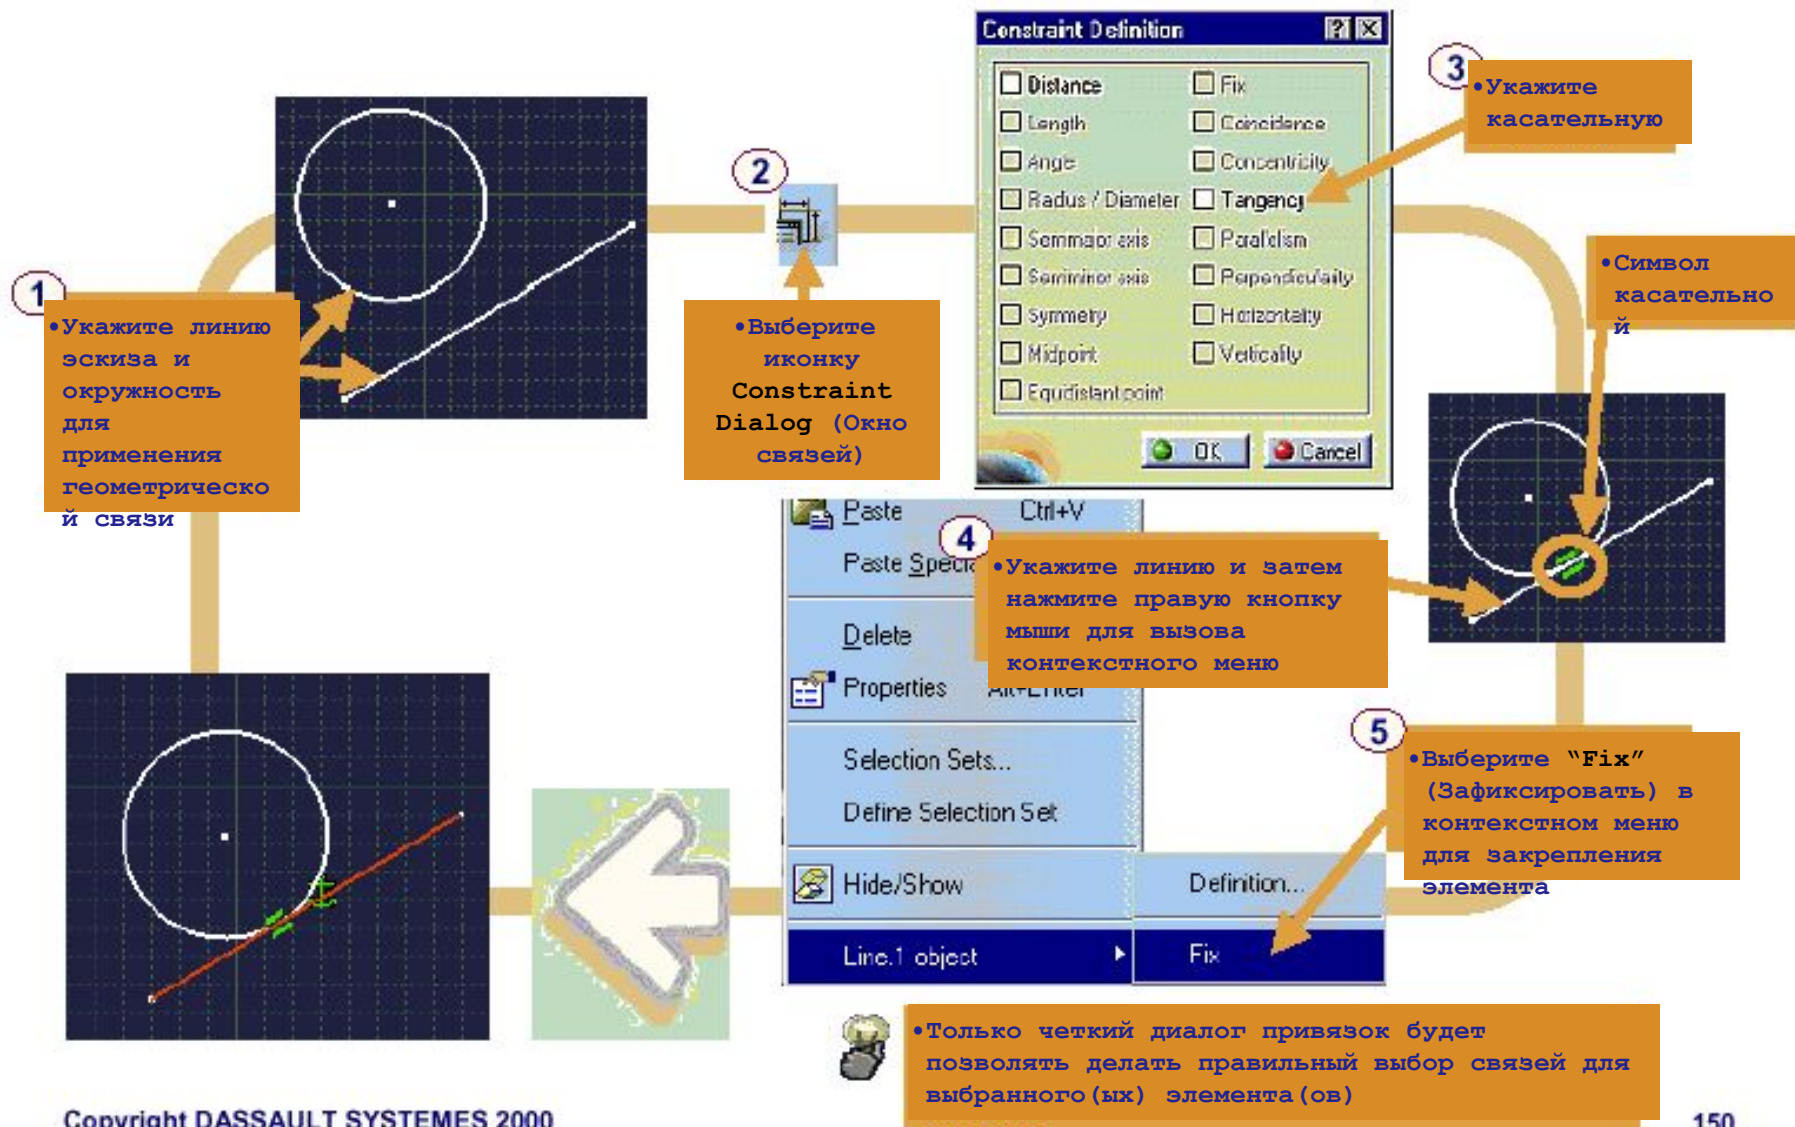 Constraint Definition
Distance
Fix
Length
Coincidence
Angle
Concentricity
Radius / Diameter
Tangency
Semimajor axis
Parallelism
Semiminor axis
Perpendicularity
Symmetry
Horizontality
Midpoint
Verticality
Equidistant point
OK
Cancel
1
•Укажите линию
эскиза и
окружность
для
применения
геометрическо
й связи
2
•Выберите
иконку
Constraint
Dialog (Окно
связей)
3
•Укажите
касательную
•Символ
касательно
й
Paste Ctrl+V
Paste Specia
Delete
Properties Alt+Enter
Selection Sets...
Define Selection Set
Hide/Show
Line.1 object
Definition...
Fix
4
•Укажите линию и затем
нажмите правую кнопку
мыши для вызова
контекстного меню
5
•Выберите “Fix”
(Зафиксировать) в
контекстном меню
для закрепления
элемента
•Только четкий диалог привязок будет
позволять делать правильный выбор связей для
выбранного(ых) элемента(ов)
Copyright DASSAULT SYSTEMES 2000
150